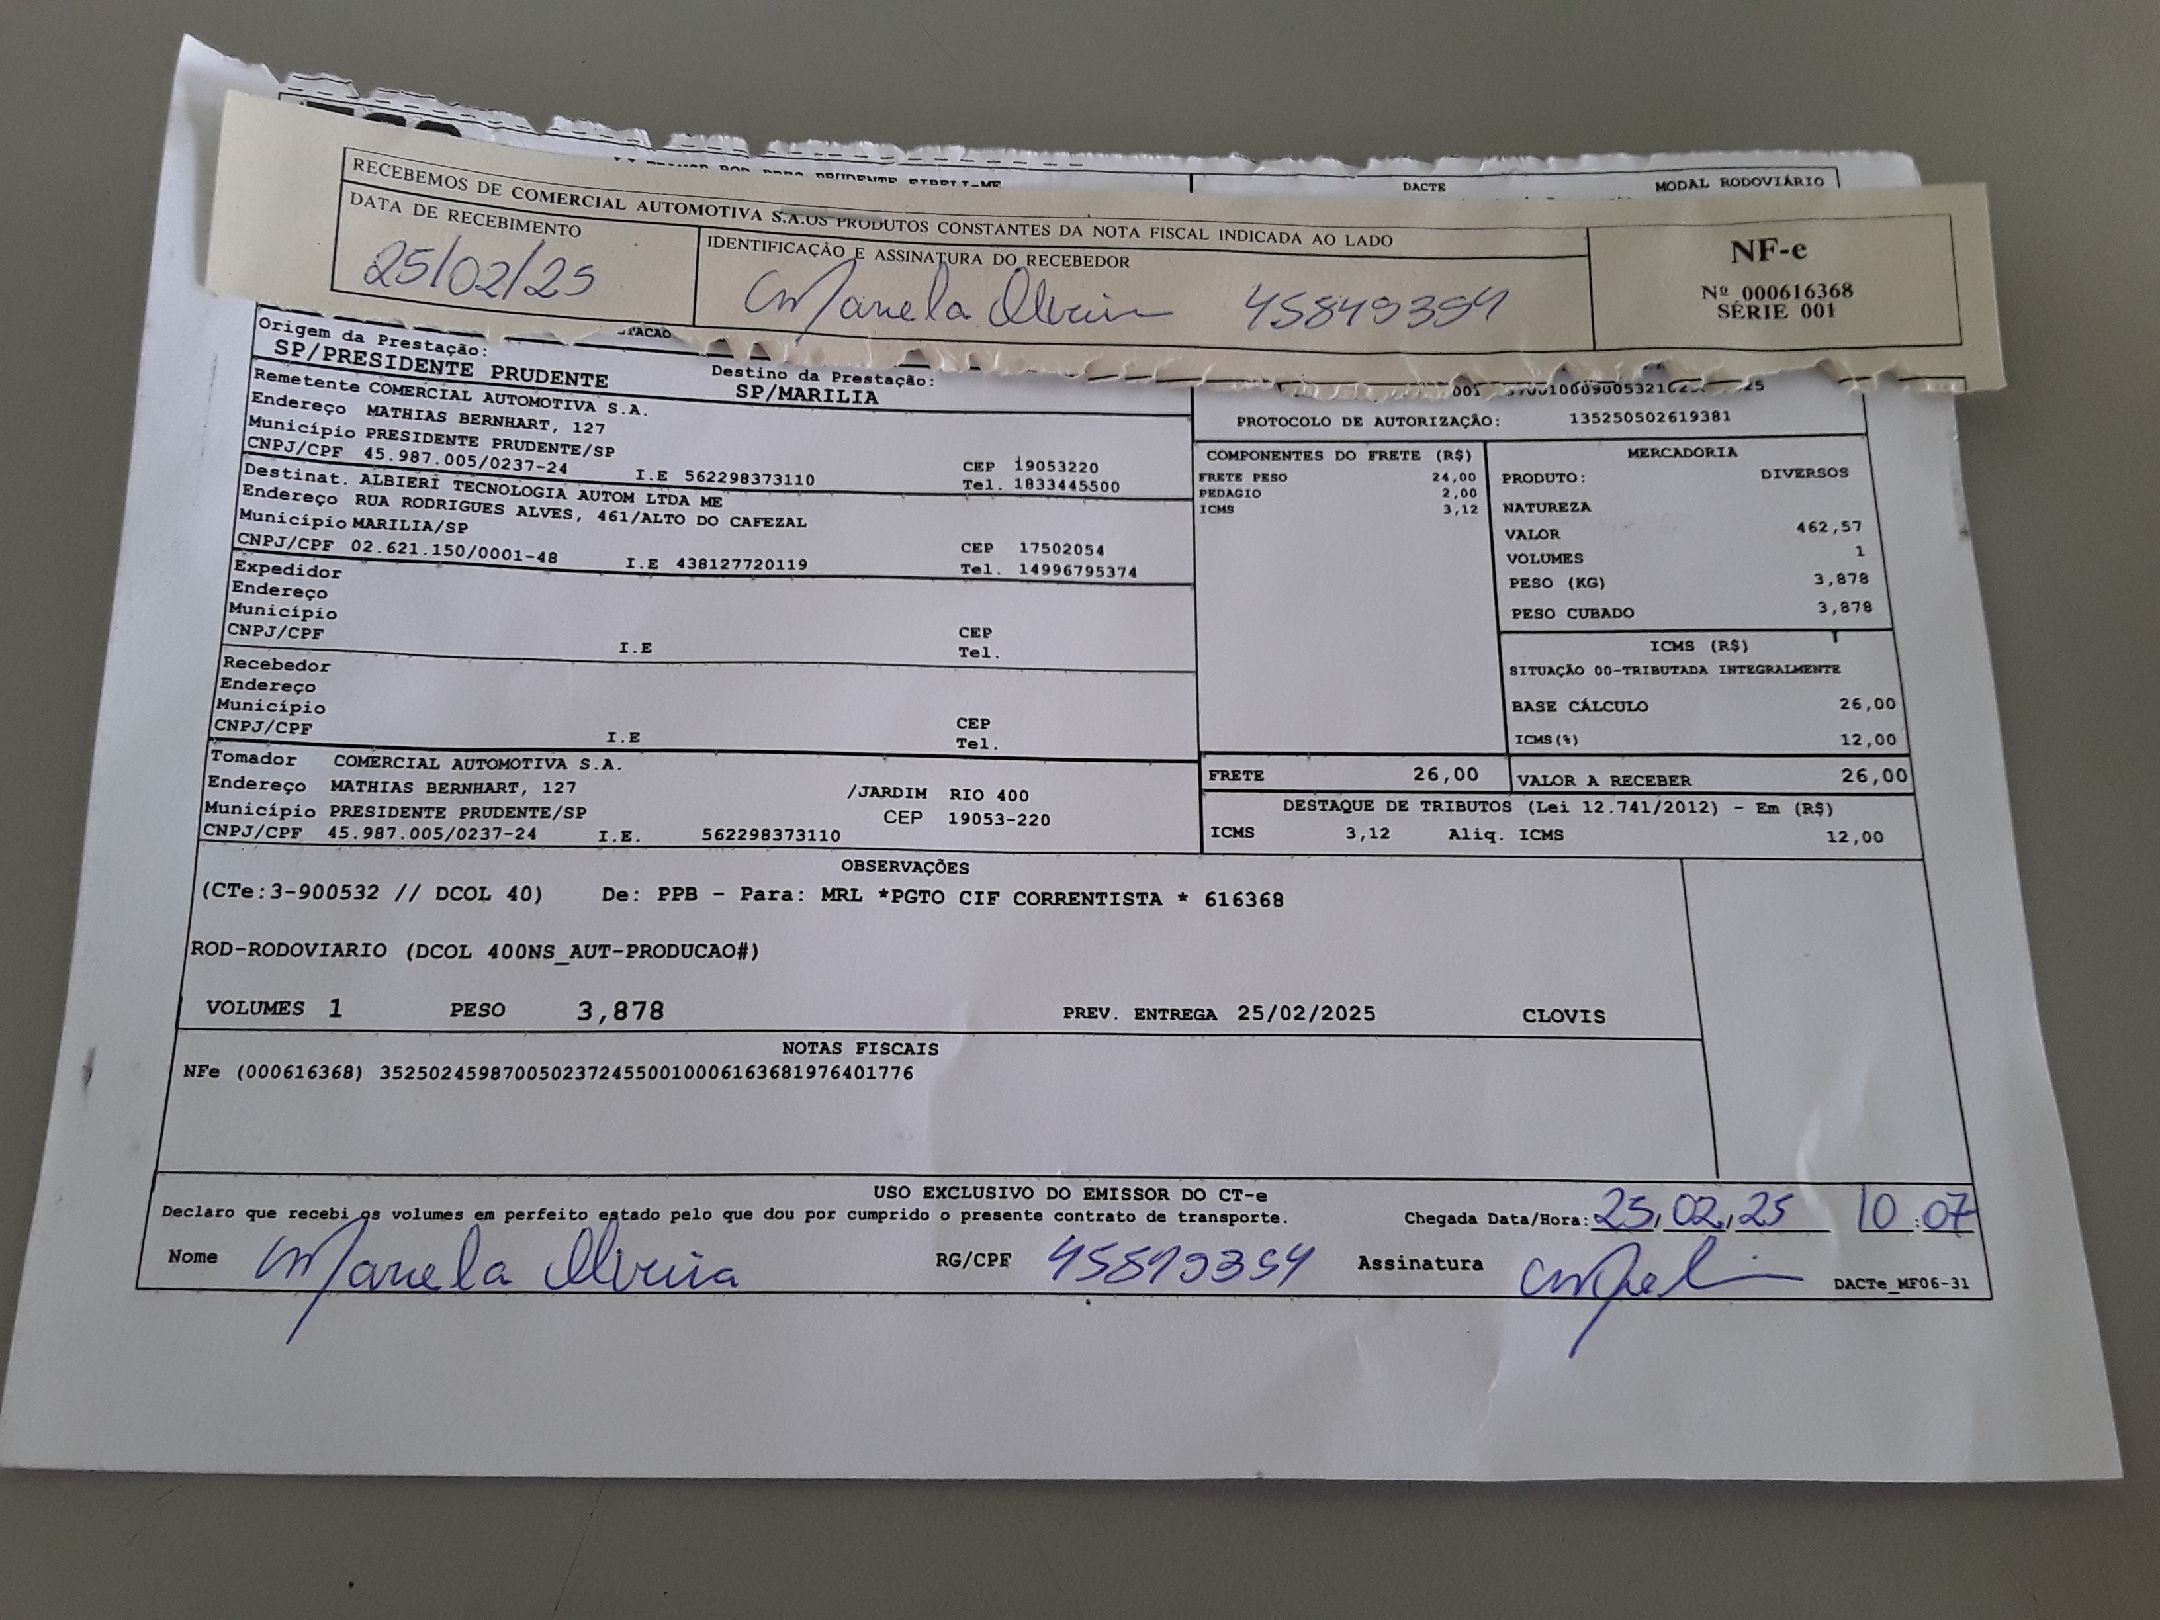 DACTE MODAL RODOVIÁRIO
RECEBEMOS DE COMERCIAL AUTOMOTIVA S.A.OS PRODUTOS CONSTANTES DA NOTA FISCAL INDICADA AO LADO
DATA DE RECEBIMENTO
25/02/25
IDENTIFICAÇÃO E ASSINATURA DO RECEBEDOR
Manuela Oliveira 45849394
NF-e
Nº 000616368
SÉRIE 001
Origem da Prestação:
SP/PRESIDENTE PRUDENTE
Destino da Prestação:
SP/MARILIA
Remetente COMERCIAL AUTOMOTIVA S.A.
Endereço MATHIAS BERNHART, 127
Município PRESIDENTE PRUDENTE/SP
CEP 19053220
CNPJ/CPF 45.987.005/0237-24 I.E 562298373110 Tel. 1833445500
Destinat. ALBIERI TECNOLOGIA AUTOM LTDA ME
Endereço RUA RODRIGUES ALVES, 461/ALTO DO CAFEZAL
Município MARILIA/SP CEP 17502054
CNPJ/CPF 02.621.150/0001-48 I.E 438127720119 Tel. 14996795374
Expedidor
Endereço
Município CEP
CNPJ/CPF I.E Tel.
Recebedor
Endereço
Município CEP
CNPJ/CPF I.E Tel.
Tomador COMERCIAL AUTOMOTIVA S.A.
Endereço MATHIAS BERNHART, 127 /JARDIM RIO 400
Município PRESIDENTE PRUDENTE/SP CEP 19053-220
CNPJ/CPF 45.987.005/0237-24 I.E. 562298373110
PROTOCOLO DE AUTORIZAÇÃO: 135250502619381
COMPONENTES DO FRETE (R$)
FRETE PESO 24,00
PEDAGIO 2,00
ICMS 3,12
MERCADORIA
PRODUTO: DIVERSOS
NATUREZA
VALOR 462,57
VOLUMES 1
PESO (KG) 3,878
PESO CUBADO 3,878
ICMS (R$)
SITUAÇÃO 00-TRIBUTADA INTEGRALMENTE
BASE CÁLCULO 26,00
ICMS(%) 12,00
FRETE 26,00 VALOR A RECEBER 26,00
DESTAQUE DE TRIBUTOS (Lei 12.741/2012) - Em (R$)
ICMS 3,12 Aliq. ICMS 12,00
OBSERVAÇÕES
(CTe:3-900532 // DCOL 40) De: PPB - Para: MRL *PGTO CIF CORRENTISTA * 616368
ROD-RODOVIARIO (DCOL 400NS_AUT-PRODUCAO#)
VOLUMES 1 PESO 3,878 PREV. ENTREGA 25/02/2025 CLOVIS
NOTAS FISCAIS
NFe (000616368) 35250245987005023724550010006163681976401776
USO EXCLUSIVO DO EMISSOR DO CT-e
Declaro que recebi os volumes em perfeito estado pelo que dou por cumprido o presente contrato de transporte. Chegada Data/Hora: 25/02/25 10:07
Nome Manuela Oliveira RG/CPF 45849394 Assinatura
DACTe_MF06-31